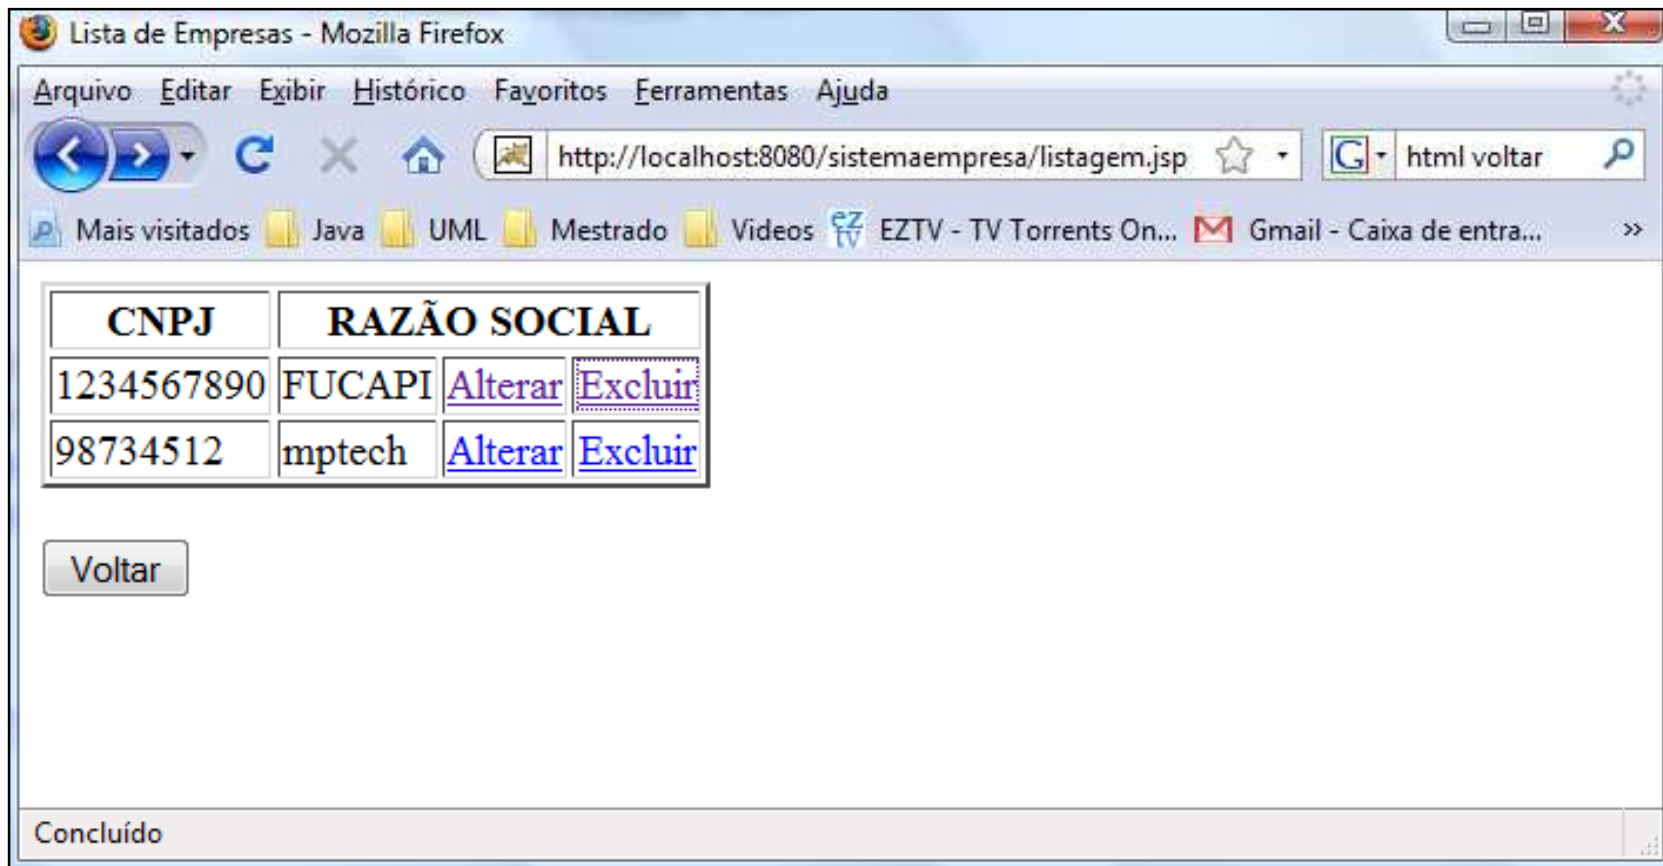 Lista de Empresas - Mozilla Firefox
Arquivo Editar Exibir Histórico Favoritos Ferramentas Ajuda
http://localhost:8080/sistemaempresa/listagem.jsp G html voltar
Mais visitados Java UML Mestrado Videos eZ TV EZTV - TV Torrents On... Gmail - Caixa de entra... »
CNPJ RAZÃO SOCIAL
1234567890 FUCAPI Alterar Excluir
98734512 mptech Alterar Excluir
Voltar
Concluído